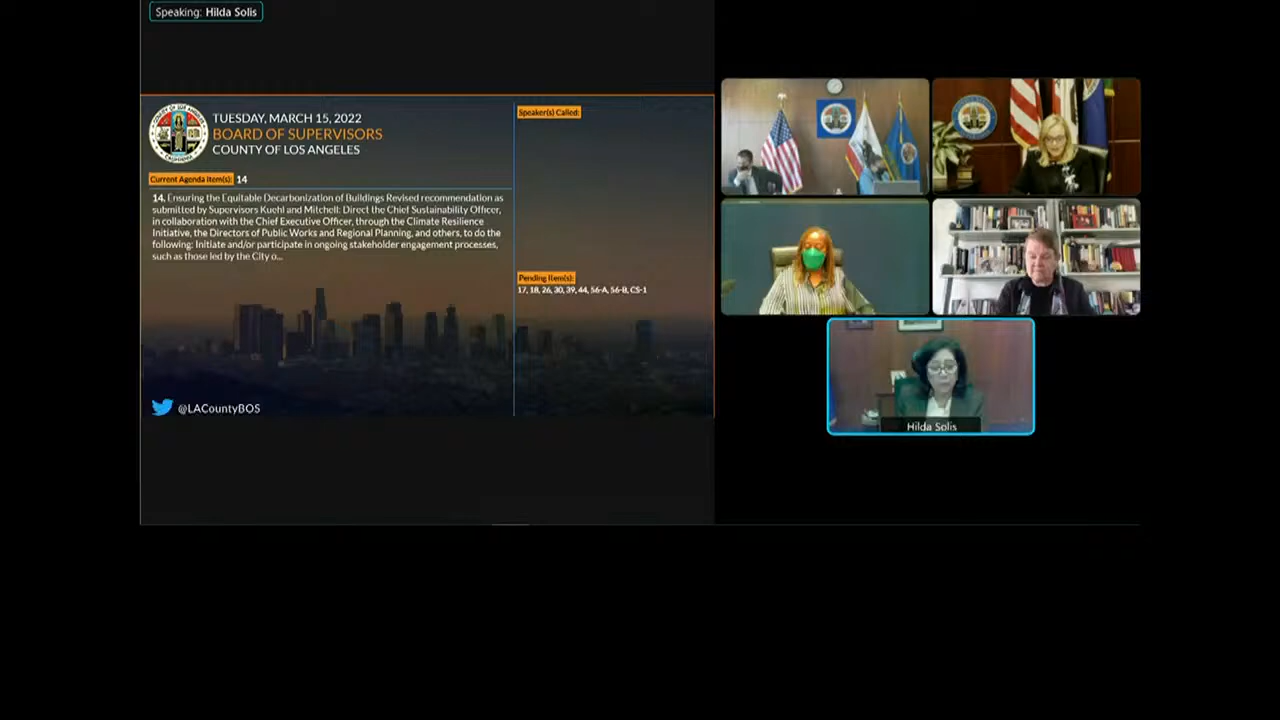 Speaking: Hilda Solis
TUESDAY, MARCH 15, 2022
BOARD OF SUPERVISORS
COUNTY OF LOS ANGELES
Current Agenda Item(s): 14
14. Ensuring the Equitable Decarbonization of Buildings Revised recommendation as
submitted by Supervisors Kuehl and Mitchell: Direct the Chief Sustainability Officer,
in collaboration with the Chief Executive Officer, through the Climate Resilience
Initiative, the Directors of Public Works and Regional Planning, and others, to do the
following: Initiate and/or participate in ongoing stakeholder engagement processes,
such as those led by the City o...
@LACountyBOS
Speaker(s) Called:
Pending Item(s):
17, 18, 26, 30, 39, 44, 56-A, 56-B, CS-1
Hilda Solis